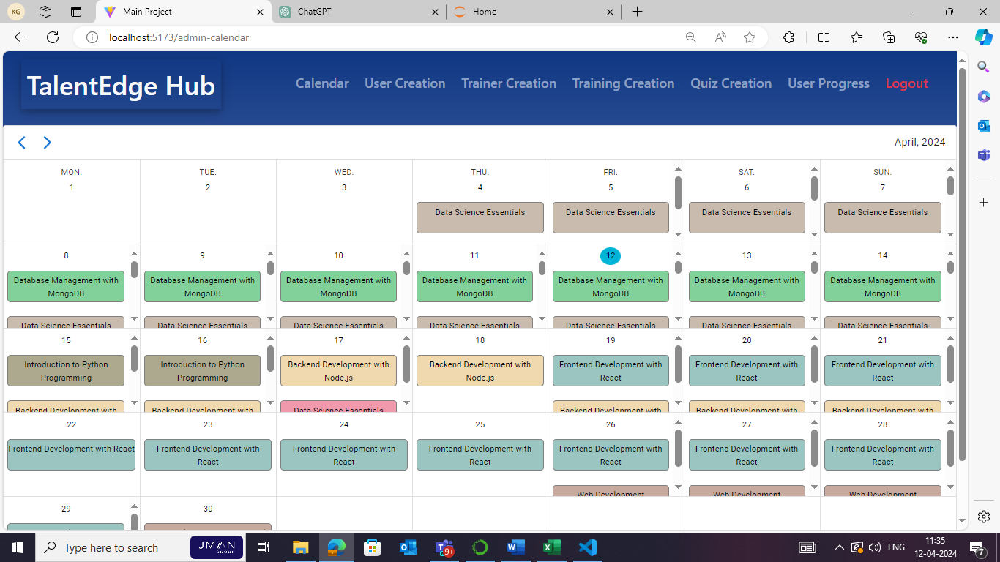 KG
Main Project
ChatGPT
Home
localhost:5173/admin-calendar
TalentEdge Hub
Calendar
User Creation
Trainer Creation
Training Creation
Quiz Creation
User Progress
Logout
April, 2024
MON.
TUE.
WED.
THU.
FRI.
SAT.
SUN.
1
2
3
4
5
6
7
Data Science Essentials
Data Science Essentials
Data Science Essentials
Data Science Essentials
8
9
10
11
12
13
14
Database Management with
MongoDB
Database Management with
MongoDB
Database Management with
MongoDB
Database Management with
MongoDB
Database Management with
MongoDB
Database Management with
MongoDB
Database Management with
MongoDB
Data Science Essentials
Data Science Essentials
Data Science Essentials
Data Science Essentials
Data Science Essentials
Data Science Essentials
Data Science Essentials
15
16
17
18
19
20
21
Introduction to Python
Programming
Introduction to Python
Programming
Backend Development with
Node.js
Backend Development with
Node.js
Frontend Development with
React
Frontend Development with
React
Frontend Development with
React
Backend Development with
Backend Development with
Data Science Essentials
Backend Development with
Backend Development with
Backend Development with
22
23
24
25
26
27
28
Frontend Development with React
Frontend Development with
React
Frontend Development with
React
Frontend Development with
React
Frontend Development with
React
Frontend Development with
React
Frontend Development with
React
Web Development
Web Development
Web Development
29
30
Type here to search
JMAN
GROUP
9+
ENG
11:35
12-04-2024
7